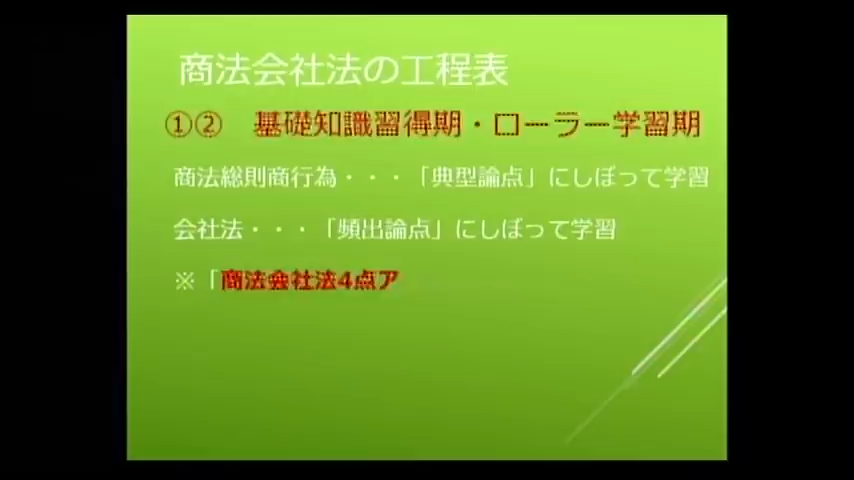 商法会社法の工程表
①② 基礎知識習得期・ローラー学習期
商法総則商行為・・・「典型論点」にしぼって学習
会社法・・・「頻出論点」にしぼって学習
※「商法会社法4点ア